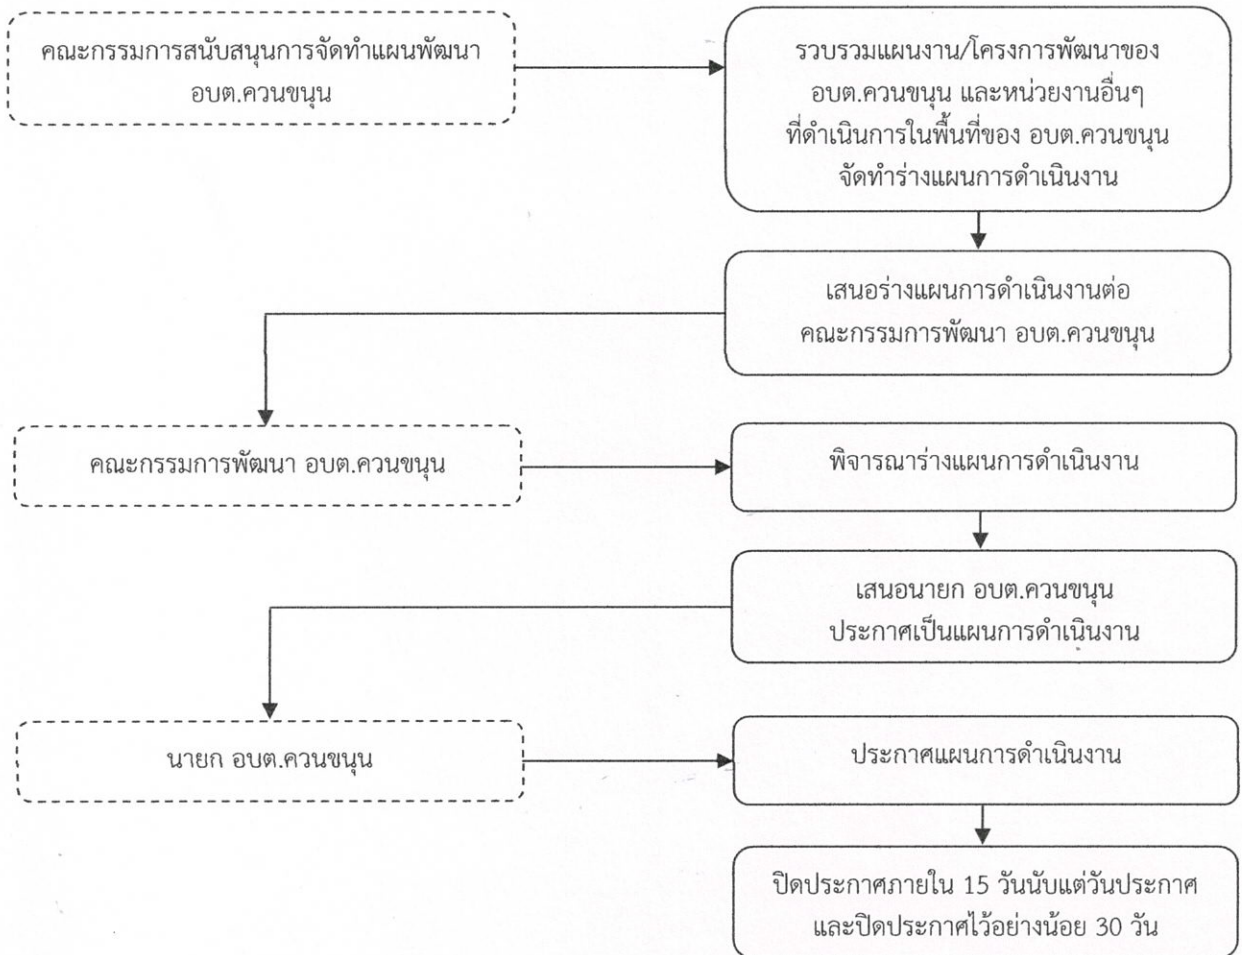 คณะกรรมการสนับสนุนการจัดทำแผนพัฒนา
อบต.ควนขนุน
รวบรวมแผนงาน/โครงการพัฒนาของ
อบต.ควนขนุน และหน่วยงานอื่นๆ
ที่ดำเนินการในพื้นที่ของ อบต.ควนขนุน
จัดทำร่างแผนการดำเนินงาน
เสนอร่างแผนการดำเนินงานต่อ
คณะกรรมการพัฒนา อบต.ควนขนุน
คณะกรรมการพัฒนา อบต.ควนขนุน
พิจารณาร่างแผนการดำเนินงาน
เสนอนายก อบต.ควนขนุน
ประกาศเป็นแผนการดำเนินงาน
นายก อบต.ควนขนุน
ประกาศแผนการดำเนินงาน
ปิดประกาศภายใน 15 วันนับแต่วันประกาศ
และปิดประกาศไว้อย่างน้อย 30 วัน